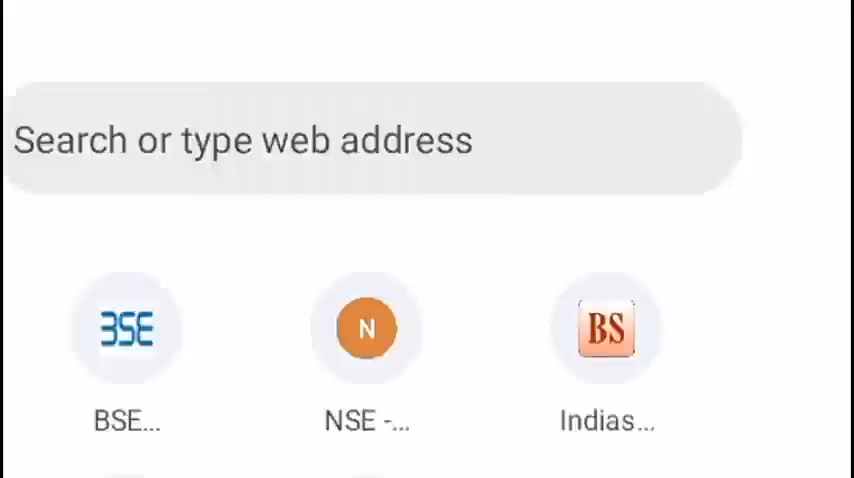 Search or type web address
BSE
N
BS
BSE...
NSE -...
Indias...